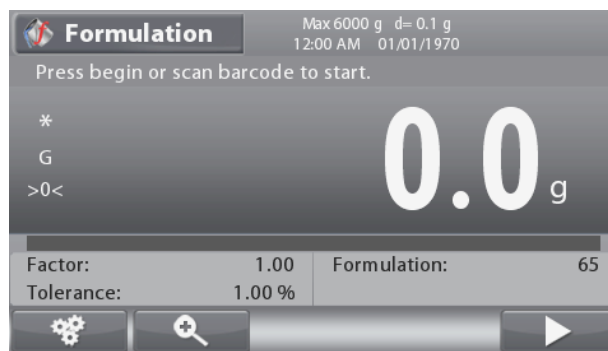 Formulation
Max 6000 g d= 0.1 g
12:00 AM 01/01/1970
Press begin or scan barcode to start.
*
G
>0<
0.0 g
Factor: 1.00 Formulation: 65
Tolerance: 1.00 %